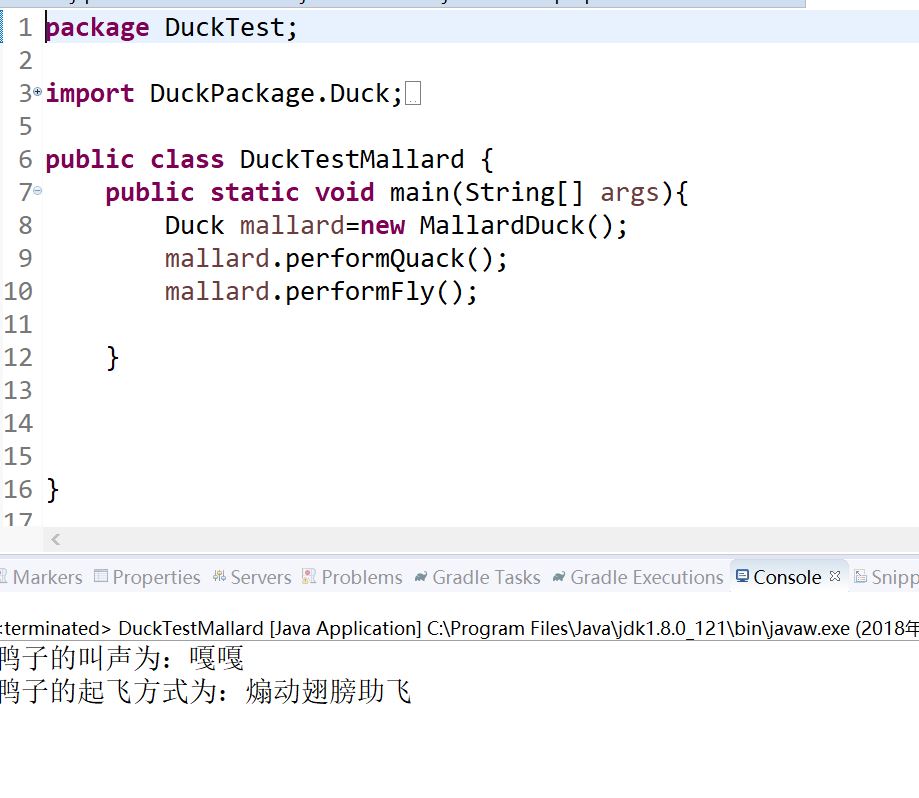 1 package DuckTest;
2
3 import DuckPackage.Duck;
5
6 public class DuckTestMallard {
7 public static void main(String[] args){
8 Duck mallard=new MallardDuck();
9 mallard.performQuack();
10 mallard.performFly();
11
12 }
13
14
15
16 }
17
Markers Properties Servers Problems Gradle Tasks Gradle Executions Console Snipp
<terminated> DuckTestMallard [Java Application] C:\Program Files\Java\jdk1.8.0_121\bin\javaw.exe (2018年
鸭子的叫声为：嘎嘎
鸭子的起飞方式为：煽动翅膀助飞